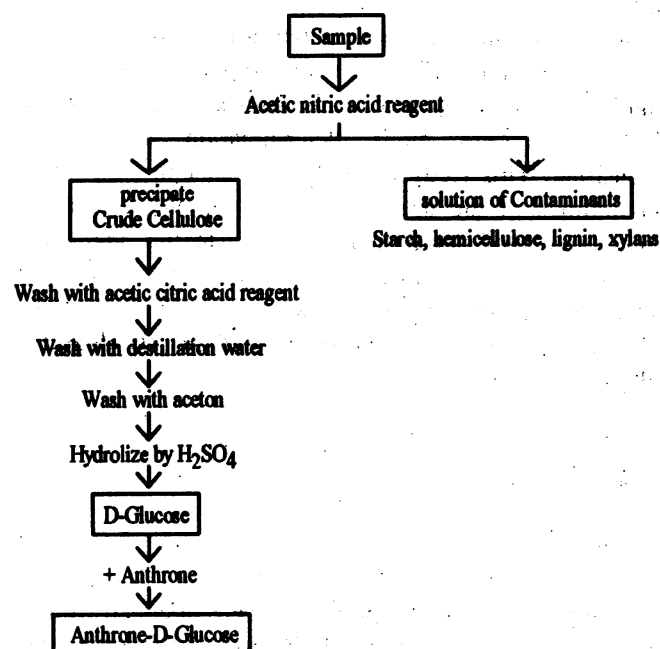 Sample
Acetic nitric acid reagent
precipate
Crude Cellulose
solution of Contaminants
Starch, hemicellulose, lignin, xylans
Wash with acetic citric acid reagent
Wash with destillation water
Wash with aceton
Hydrolize by H₂SO₄
D-Glucose
+ Anthrone
Anthrone-D-Glucose